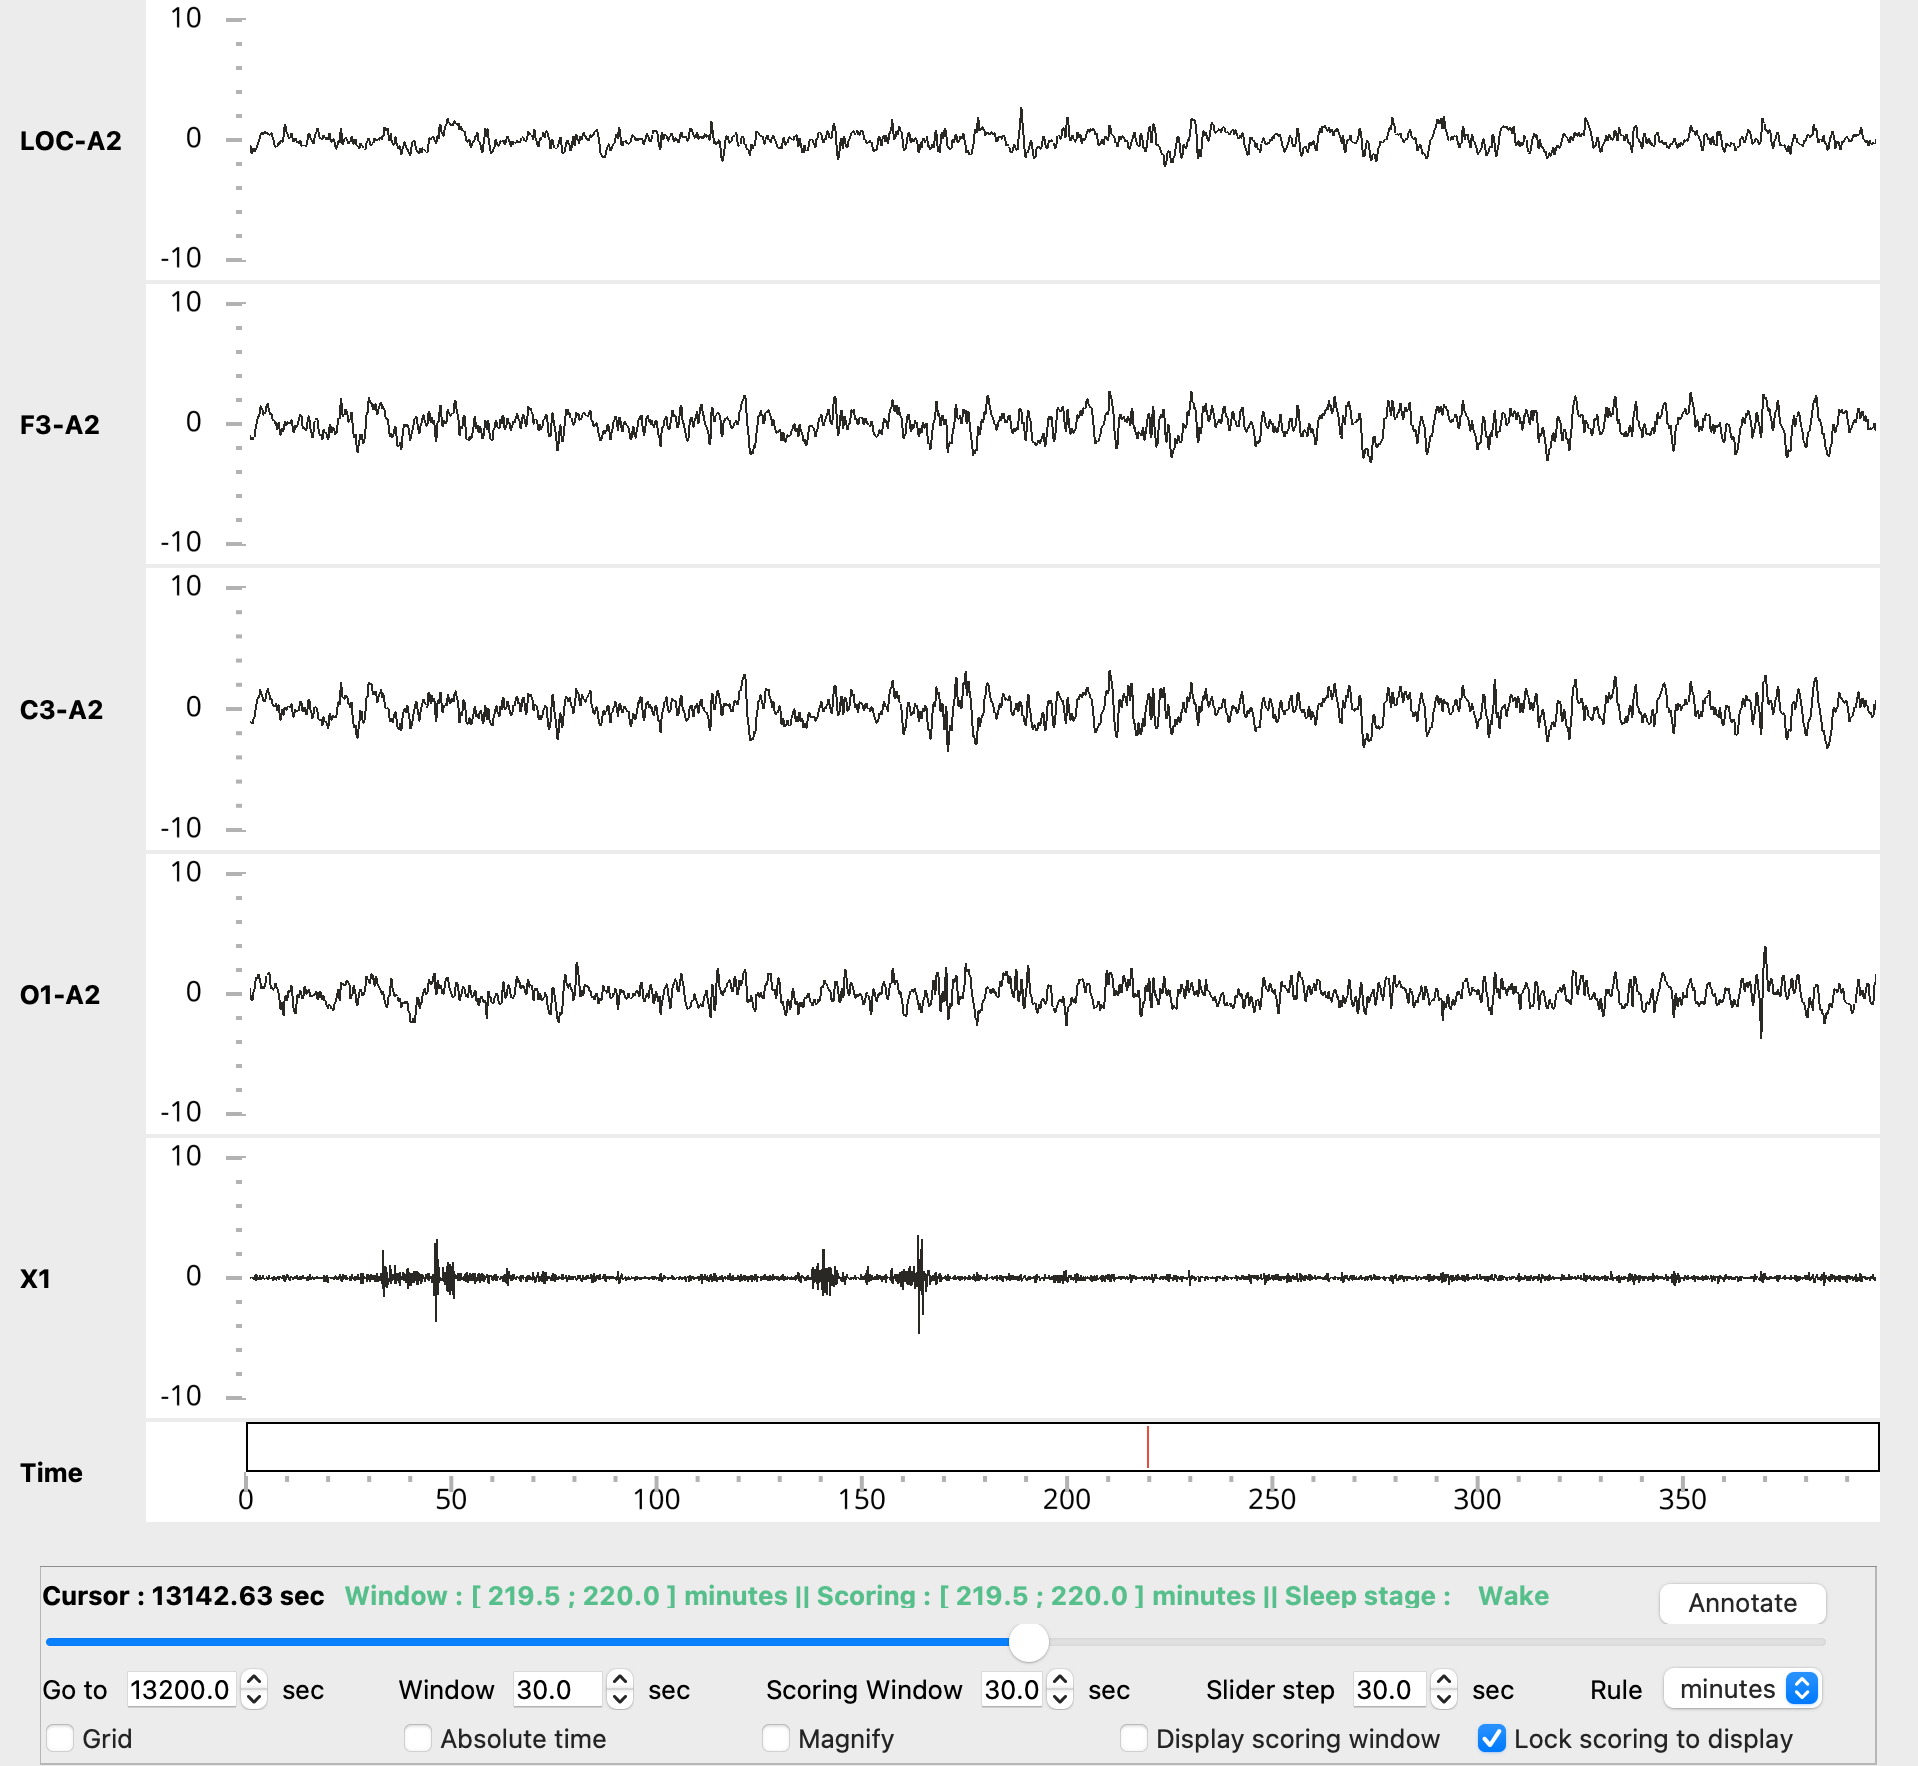 10
LOC-A2
0
-10
10
F3-A2
0
-10
10
C3-A2
0
-10
10
O1-A2
0
-10
10
X1
0
-10
Time
0 50 100 150 200 250 300 350
Cursor : 13142.63 sec Window : [ 219.5 ; 220.0 ] minutes || Scoring : [ 219.5 ; 220.0 ] minutes || Sleep stage : Wake Annotate
Go to 13200.0 sec Window 30.0 sec Scoring Window 30.0 sec Slider step 30.0 sec Rule minutes
Grid Absolute time Magnify Display scoring window Lock scoring to display